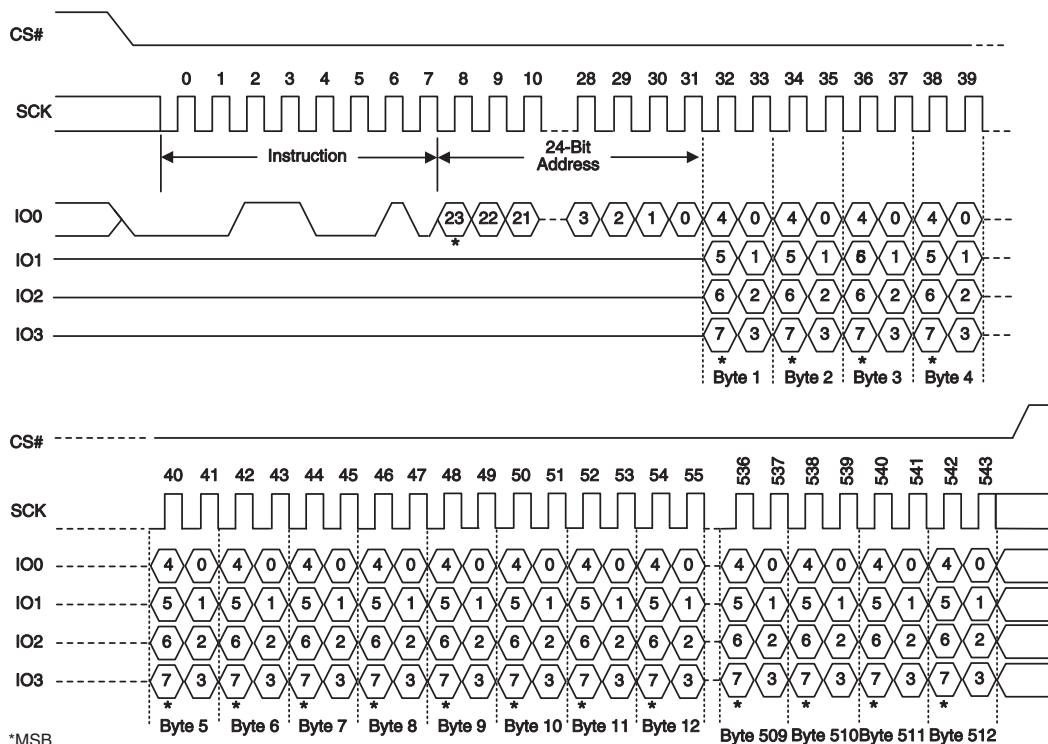 CS#
0 1 2 3 4 5 6 7 8 9 10 28 29 30 31 32 33 34 35 36 37 38 39
SCK
Instruction
24-Bit
Address
IO0 23 22 21 3 2 1 0 4 0 4 0 4 0 4 0
*
IO1 5 1 5 1 6 1 5 1
IO2 6 2 6 2 6 2 6 2
IO3 7 3 7 3 7 3 7 3
* * * *
Byte 1 Byte 2 Byte 3 Byte 4
CS#
40 41 42 43 44 45 46 47 48 49 50 51 52 53 54 55 536 537 538 539 540 541 542 543
SCK
IO0 4 0 4 0 4 0 4 0 4 0 4 0 4 0 4 0 4 0 4 0 4 0 4 0
IO1 5 1 5 1 5 1 5 1 5 1 5 1 5 1 5 1 5 1 5 1 5 1 5 1
IO2 6 2 6 2 6 2 6 2 6 2 6 2 6 2 6 2 6 2 6 2 6 2 6 2
IO3 7 3 7 3 7 3 7 3 7 3 7 3 7 3 7 3 7 3 7 3 7 3 7 3
* * * * * * * * * * * *
Byte 5 Byte 6 Byte 7 Byte 8 Byte 9 Byte 10 Byte 11 Byte 12 Byte 509 Byte 510 Byte 511 Byte 512
*MSB